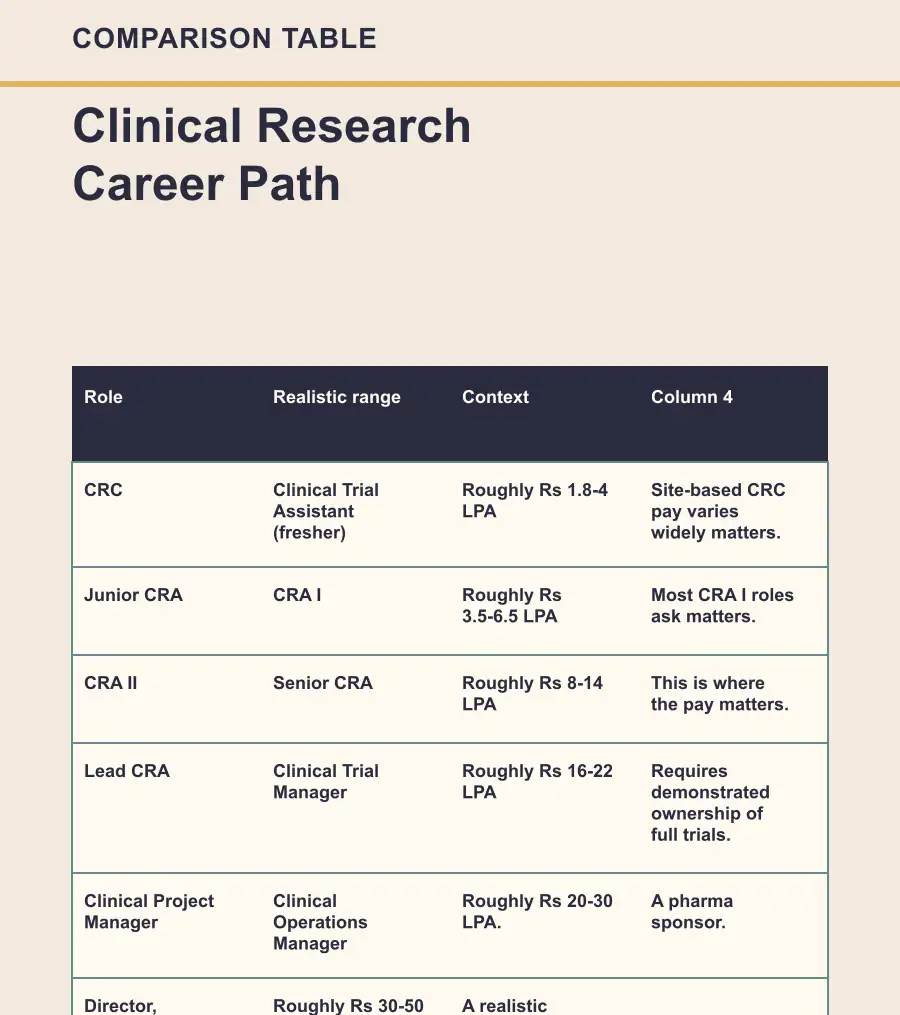 COMPARISON TABLE
Clinical Research
Career Path
Role
Realistic range
Context
Column 4
CRC
Clinical Trial
Assistant
(fresher)
Roughly Rs 1.8-4
LPA
Site-based CRC
pay varies
widely matters.
Junior CRA
CRA I
Roughly Rs
3.5-6.5 LPA
Most CRA I roles
ask matters.
CRA II
Senior CRA
Roughly Rs 8-14
LPA
This is where
the pay matters.
Lead CRA
Clinical Trial
Manager
Roughly Rs 16-22
LPA
Requires
demonstrated
ownership of
full trials.
Clinical Project
Manager
Clinical
Operations
Manager
Roughly Rs 20-30
LPA.
A pharma
sponsor.
Director,
Roughly Rs 30-50
A realistic